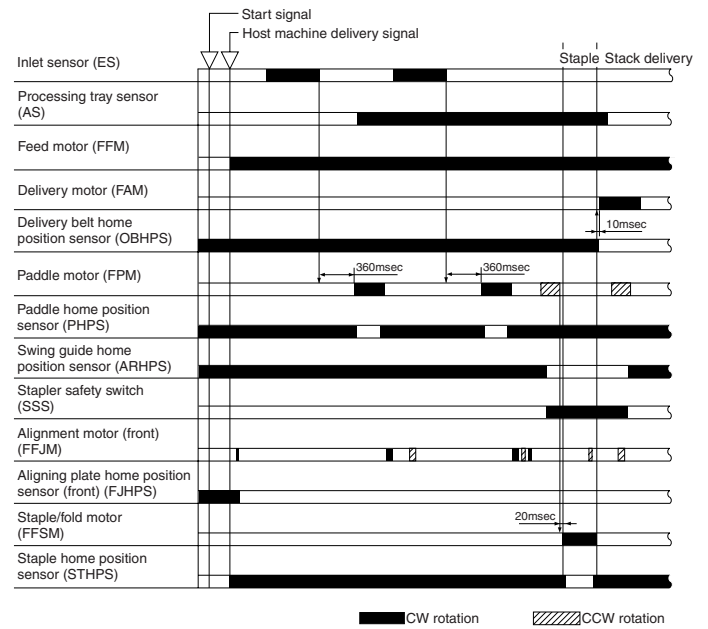 Start signal
Host machine delivery signal
Staple
Stack delivery
Inlet sensor (ES)
Processing tray sensor
(AS)
Feed motor (FFM)
Delivery motor (FAM)
Delivery belt home
position sensor (OBHPS)
10msec
Paddle motor (FPM)
360msec
360msec
Paddle home position
sensor (PHPS)
Swing guide home
position sensor (ARHPS)
Stapler safety switch
(SSS)
Alignment motor (front)
(FFJM)
Aligning plate home position
sensor (front) (FJHPS)
Staple/fold motor
(FFSM)
20msec
Staple home position
sensor (STHPS)
CW rotation
CCW rotation